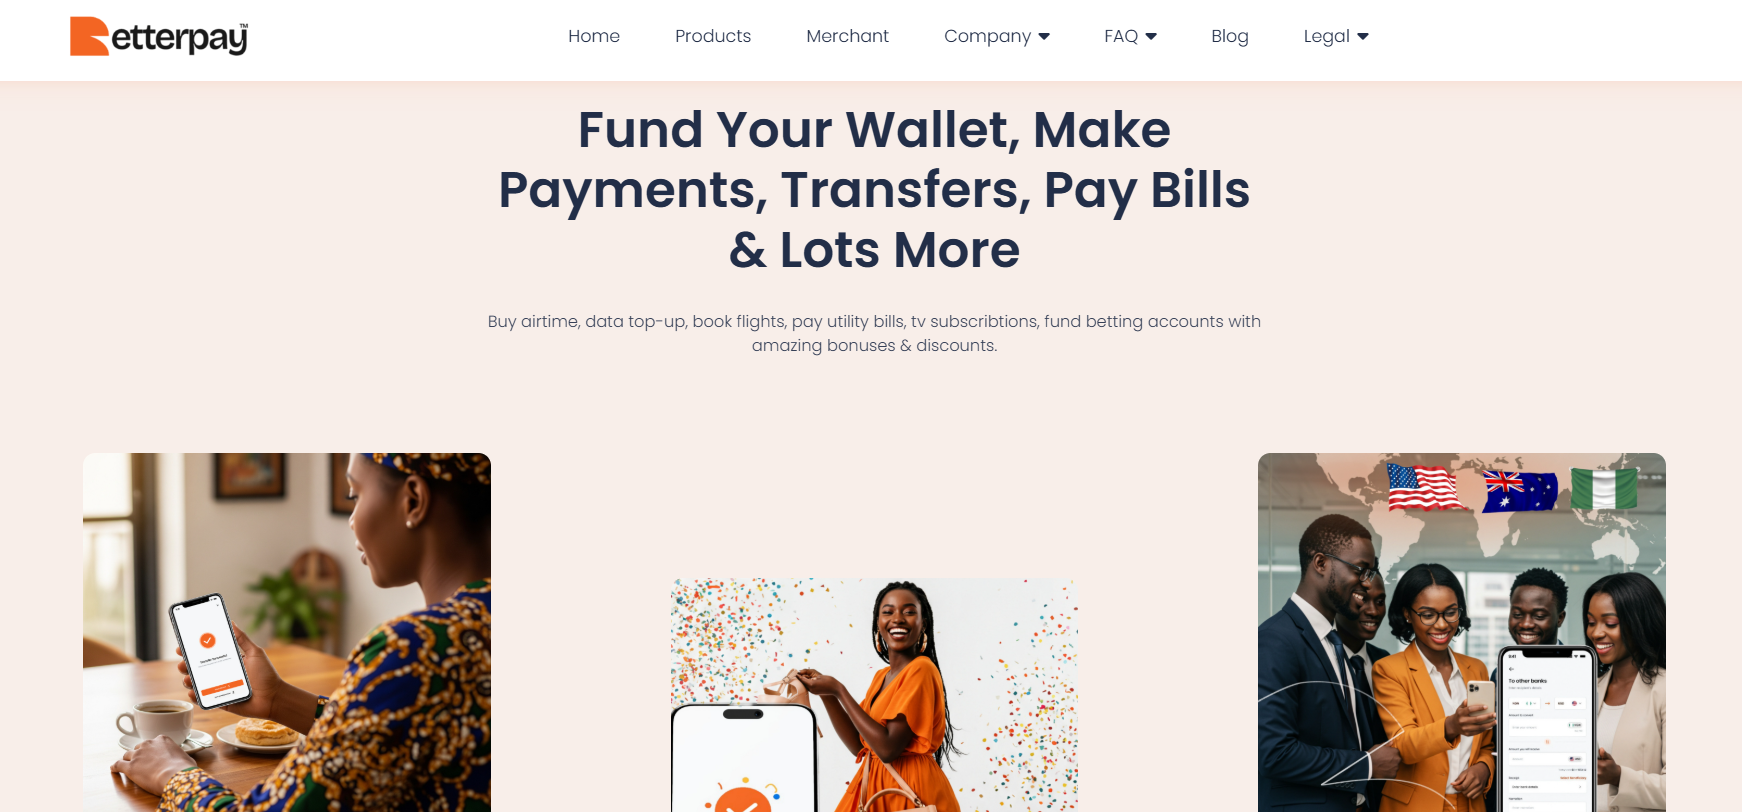 etterpay™
Home Products Merchant Company FAQ Blog Legal
Fund Your Wallet, Make
Payments, Transfers, Pay Bills
& Lots More
Buy airtime, data top-up, book flights, pay utility bills, tv subscribtions, fund betting accounts with
amazing bonuses & discounts.
To other banks